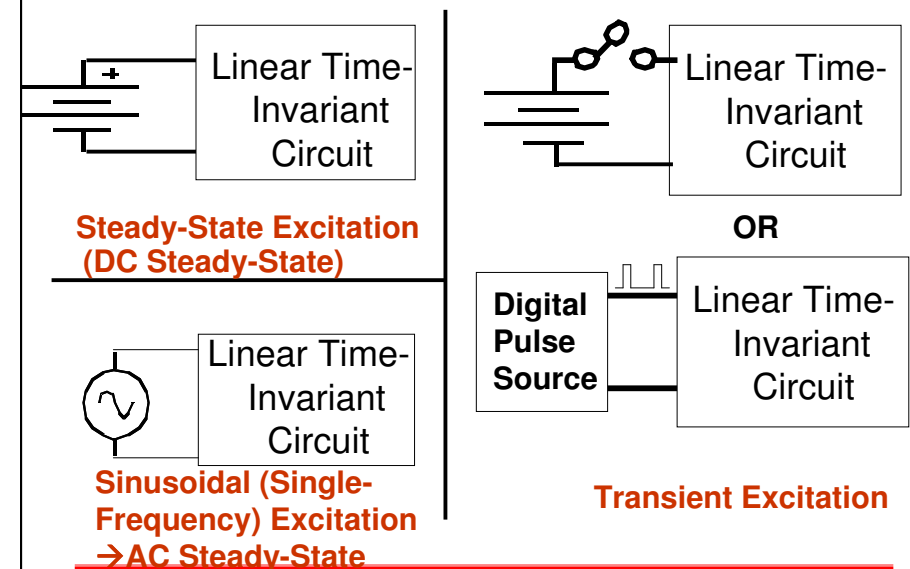 +
Linear Time-
Invariant
Circuit
Steady-State Excitation
(DC Steady-State)
Linear Time-
Invariant
Circuit
Sinusoidal (Single-
Frequency) Excitation
→AC Steady-State
Linear Time-
Invariant
Circuit
OR
Digital
Pulse
Source
Linear Time-
Invariant
Circuit
Transient Excitation